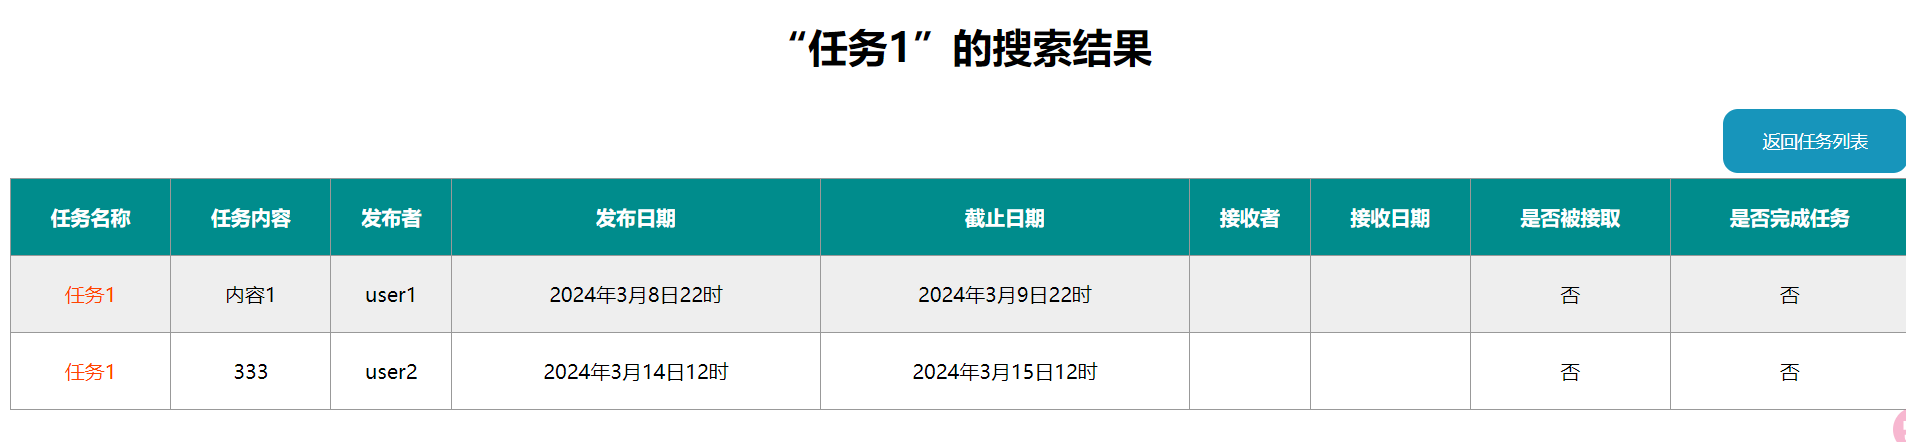 “任务1”的搜索结果
返回任务列表
任务名称 任务内容 发布者 发布日期 截止日期 接收者 接收日期 是否被接取 是否完成任务
任务1 内容1 user1 2024年3月8日22时 2024年3月9日22时 否 否
任务1 333 user2 2024年3月14日12时 2024年3月15日12时 否 否